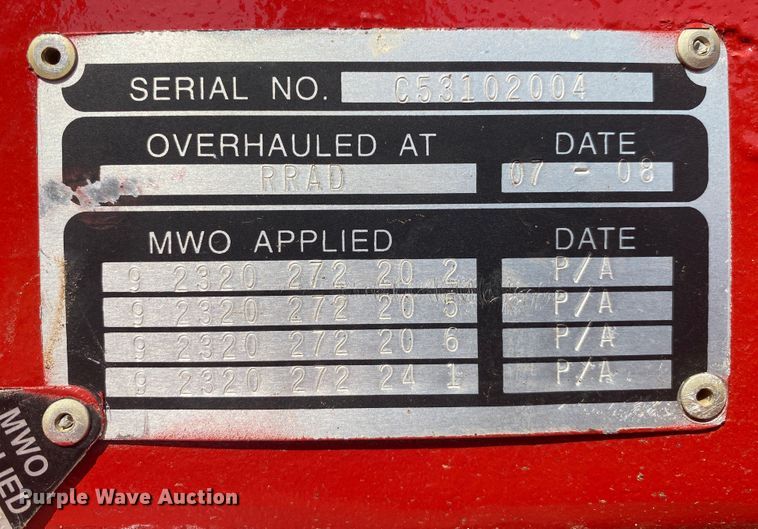 SERIAL NO. C53102004
OVERHAULED AT DATE
RRAD 07 - 08
MWO APPLIED DATE
9 2320 272 20 2 P/A
9 2320 272 20 5 P/A
9 2320 272 20 6 P/A
9 2320 272 24 1 P/A
MWO
Purple Wave Auction